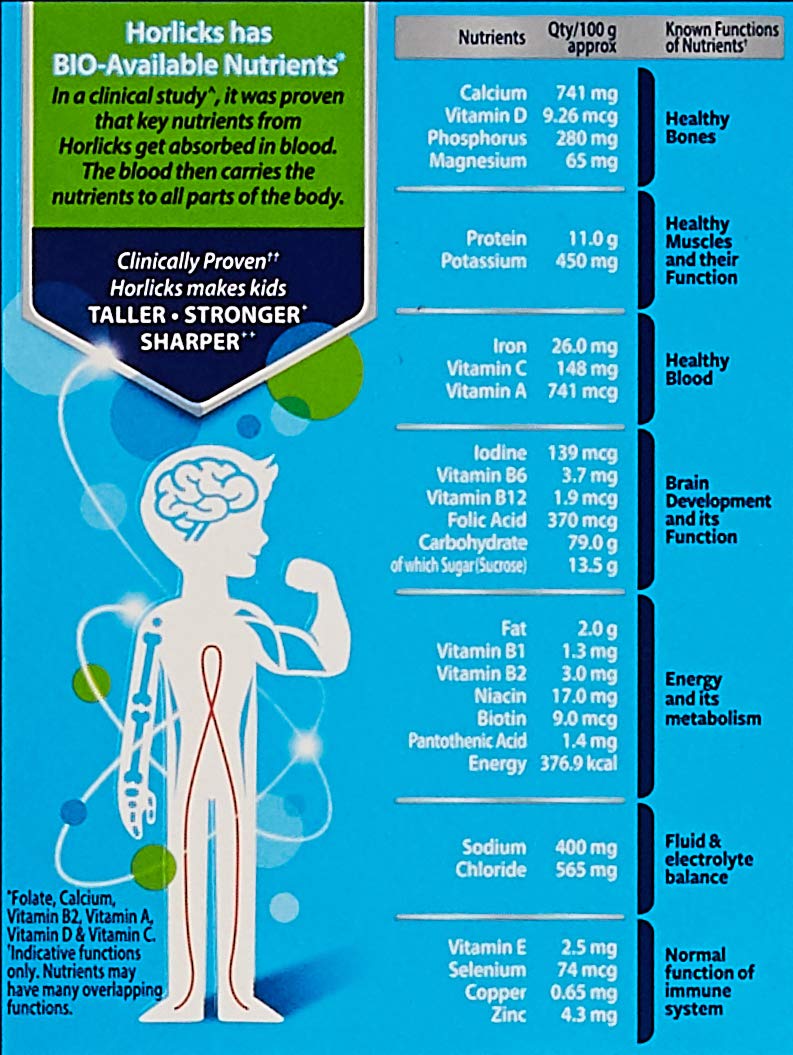 Horlicks has
BIO-Available Nutrients*
In a clinical study^, it was proven
that key nutrients from
Horlicks get absorbed in blood.
The blood then carries the
nutrients to all parts of the body.
Clinically Proven††
Horlicks makes kids
TALLER • STRONGER+
SHARPER++
*Folate, Calcium,
Vitamin B2, Vitamin A,
Vitamin D & Vitamin C.
†Indicative functions
only. Nutrients may
have many overlapping
functions.
Nutrients Qty/100 g approx Known Functions of Nutrients†
Calcium 741 mg
Vitamin D 9.26 mcg
Phosphorus 280 mg
Magnesium 65 mg
Healthy
Bones
Protein 11.0 g
Potassium 450 mg
Healthy
Muscles
and their
Function
Iron 26.0 mg
Vitamin C 148 mg
Vitamin A 741 mcg
Healthy
Blood
Iodine 139 mcg
Vitamin B6 3.7 mg
Vitamin B12 1.9 mcg
Folic Acid 370 mcg
Carbohydrate 79.0 g
of which Sugar (Sucrose) 13.5 g
Brain
Development
and its
Function
Fat 2.0 g
Vitamin B1 1.3 mg
Vitamin B2 3.0 mg
Niacin 17.0 mg
Biotin 9.0 mcg
Pantothenic Acid 1.4 mg
Energy 376.9 kcal
Energy
and its
metabolism
Sodium 400 mg
Chloride 565 mg
Fluid &
electrolyte
balance
Vitamin E 2.5 mg
Selenium 74 mcg
Copper 0.65 mg
Zinc 4.3 mg
Normal
function of
immune
system